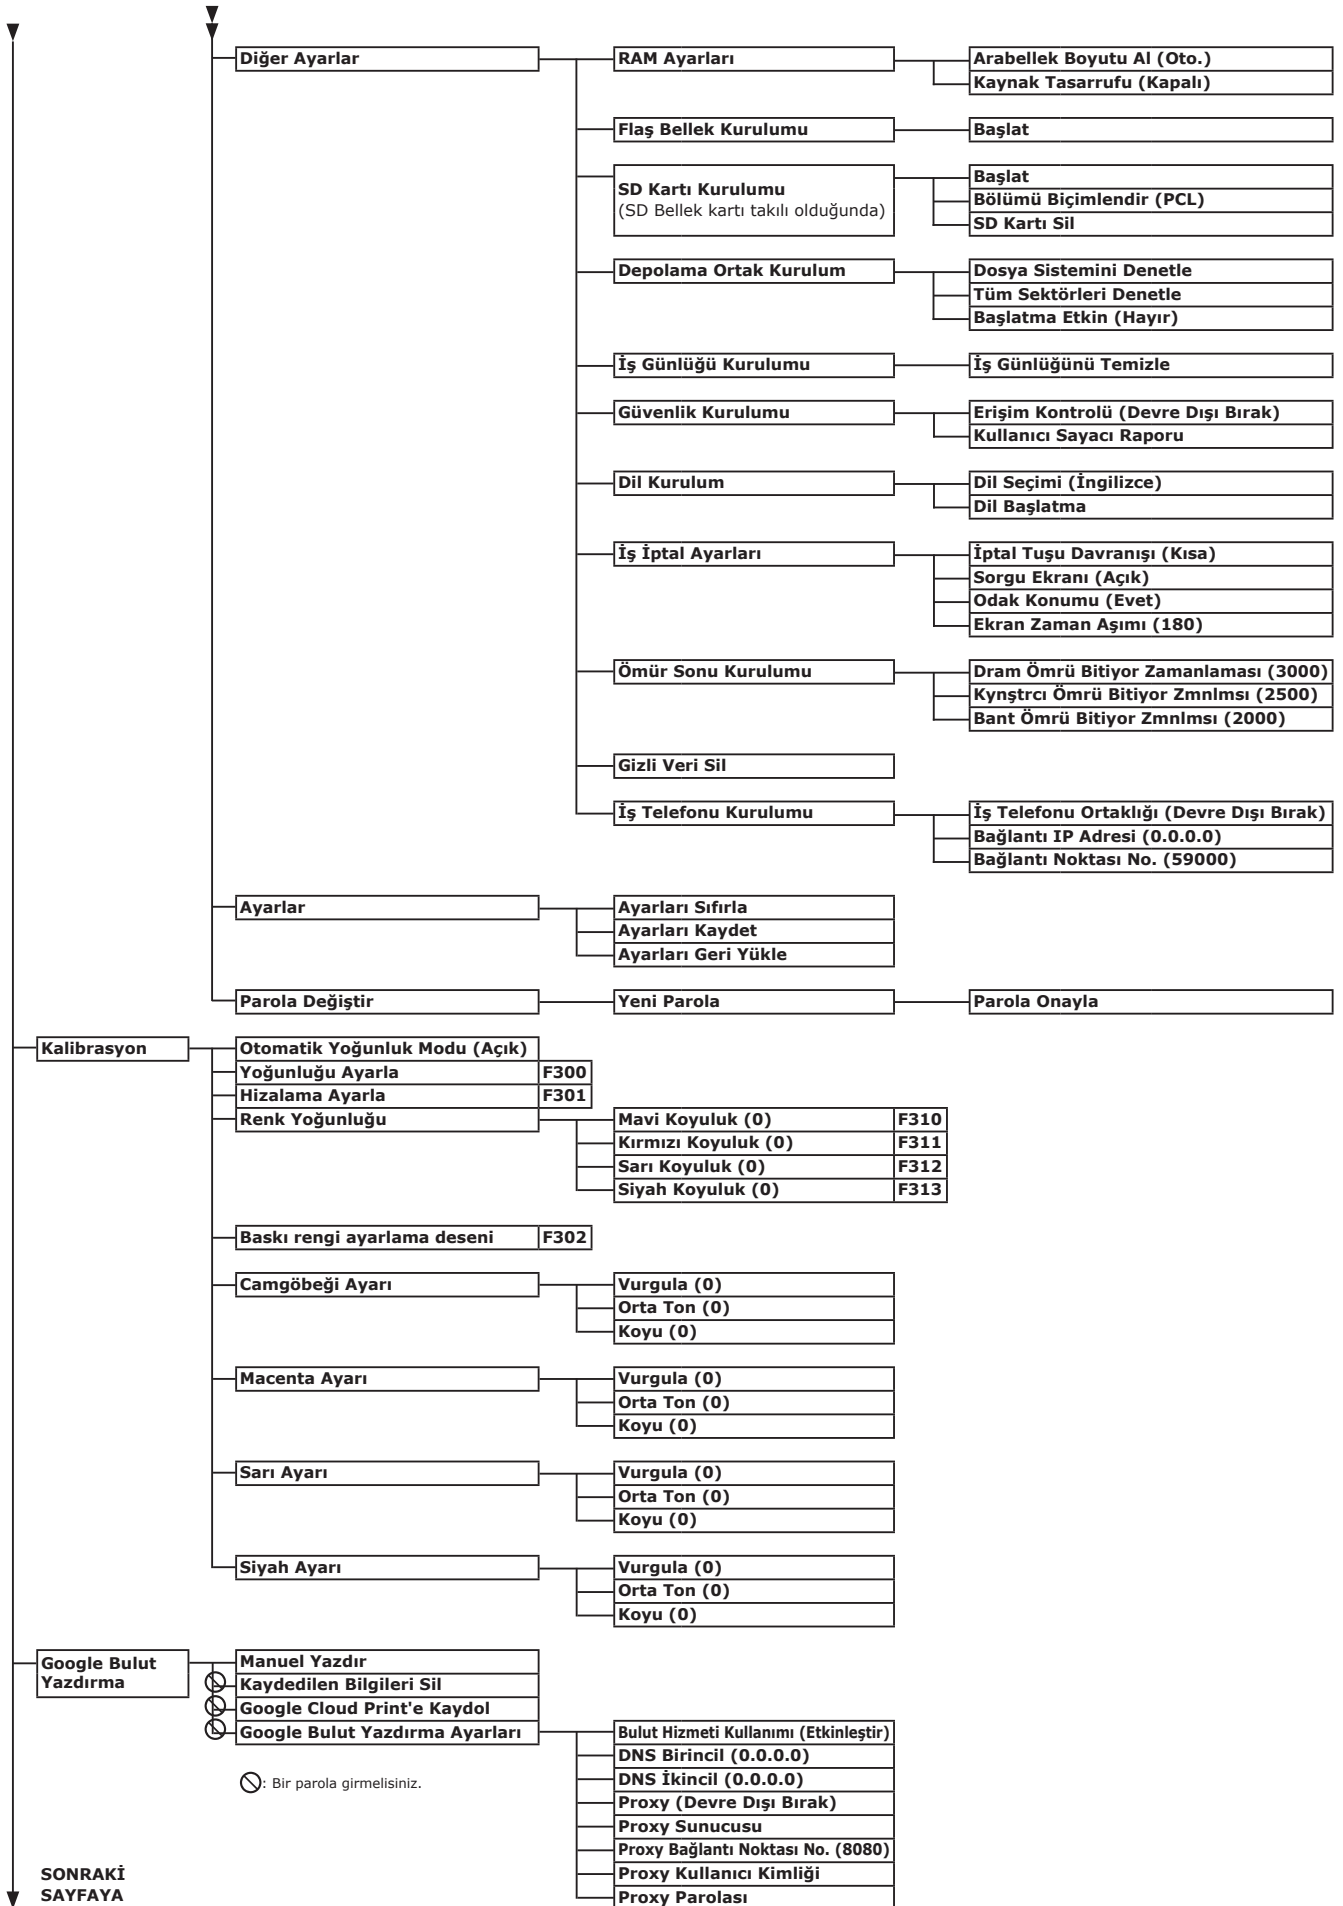 Diğer Ayarlar
RAM Ayarları
Arabellek Boyutu Al (Oto.)
Kaynak Tasarrufu (Kapalı)
Flaş Bellek Kurulumu
Başlat
SD Kartı Kurulumu
(SD Bellek kartı takılı olduğunda)
Başlat
Bölümü Biçimlendir (PCL)
SD Kartı Sil
Depolama Ortak Kurulum
Dosya Sistemini Denetle
Tüm Sektörleri Denetle
Başlatma Etkin (Hayır)
İş Günlüğü Kurulumu
İş Günlüğünü Temizle
Güvenlik Kurulumu
Erişim Kontrolü (Devre Dışı Bırak)
Kullanıcı Sayacı Raporu
Dil Kurulum
Dil Seçimi (İngilizce)
Dil Başlatma
İş İptal Ayarları
İptal Tuşu Davranışı (Kısa)
Sorgu Ekranı (Açık)
Odak Konumu (Evet)
Ekran Zaman Aşımı (180)
Ömür Sonu Kurulumu
Dram Ömrü Bitiyor Zamanlaması (3000)
Kynştrcı Ömrü Bitiyor Zmnlmsı (2500)
Bant Ömrü Bitiyor Zmnlmsı (2000)
Gizli Veri Sil
İş Telefonu Kurulumu
İş Telefonu Ortaklığı (Devre Dışı Bırak)
Bağlantı IP Adresi (0.0.0.0)
Bağlantı Noktası No. (59000)
Ayarlar
Ayarları Sıfırla
Ayarları Kaydet
Ayarları Geri Yükle
Parola Değiştir
Yeni Parola
Parola Onayla
Kalibrasyon
Otomatik Yoğunluk Modu (Açık)
Yoğunluğu Ayarla F300
Hizalama Ayarla F301
Renk Yoğunluğu
Mavi Koyuluk (0) F310
Kırmızı Koyuluk (0) F311
Sarı Koyuluk (0) F312
Siyah Koyuluk (0) F313
Baskı rengi ayarlama deseni F302
Camgöbeği Ayarı
Vurgula (0)
Orta Ton (0)
Koyu (0)
Macenta Ayarı
Vurgula (0)
Orta Ton (0)
Koyu (0)
Sarı Ayarı
Vurgula (0)
Orta Ton (0)
Koyu (0)
Siyah Ayarı
Vurgula (0)
Orta Ton (0)
Koyu (0)
Google Bulut
Yazdırma
Manuel Yazdır
Kaydedilen Bilgileri Sil
Google Cloud Print'e Kaydol
Google Bulut Yazdırma Ayarları
Bulut Hizmeti Kullanımı (Etkinleştir)
DNS Birincil (0.0.0.0)
DNS İkincil (0.0.0.0)
Proxy (Devre Dışı Bırak)
Proxy Sunucusu
Proxy Bağlantı Noktası No. (8080)
Proxy Kullanıcı Kimliği
Proxy Parolası
: Bir parola girmelisiniz.
SONRAKİ
SAYFAYA